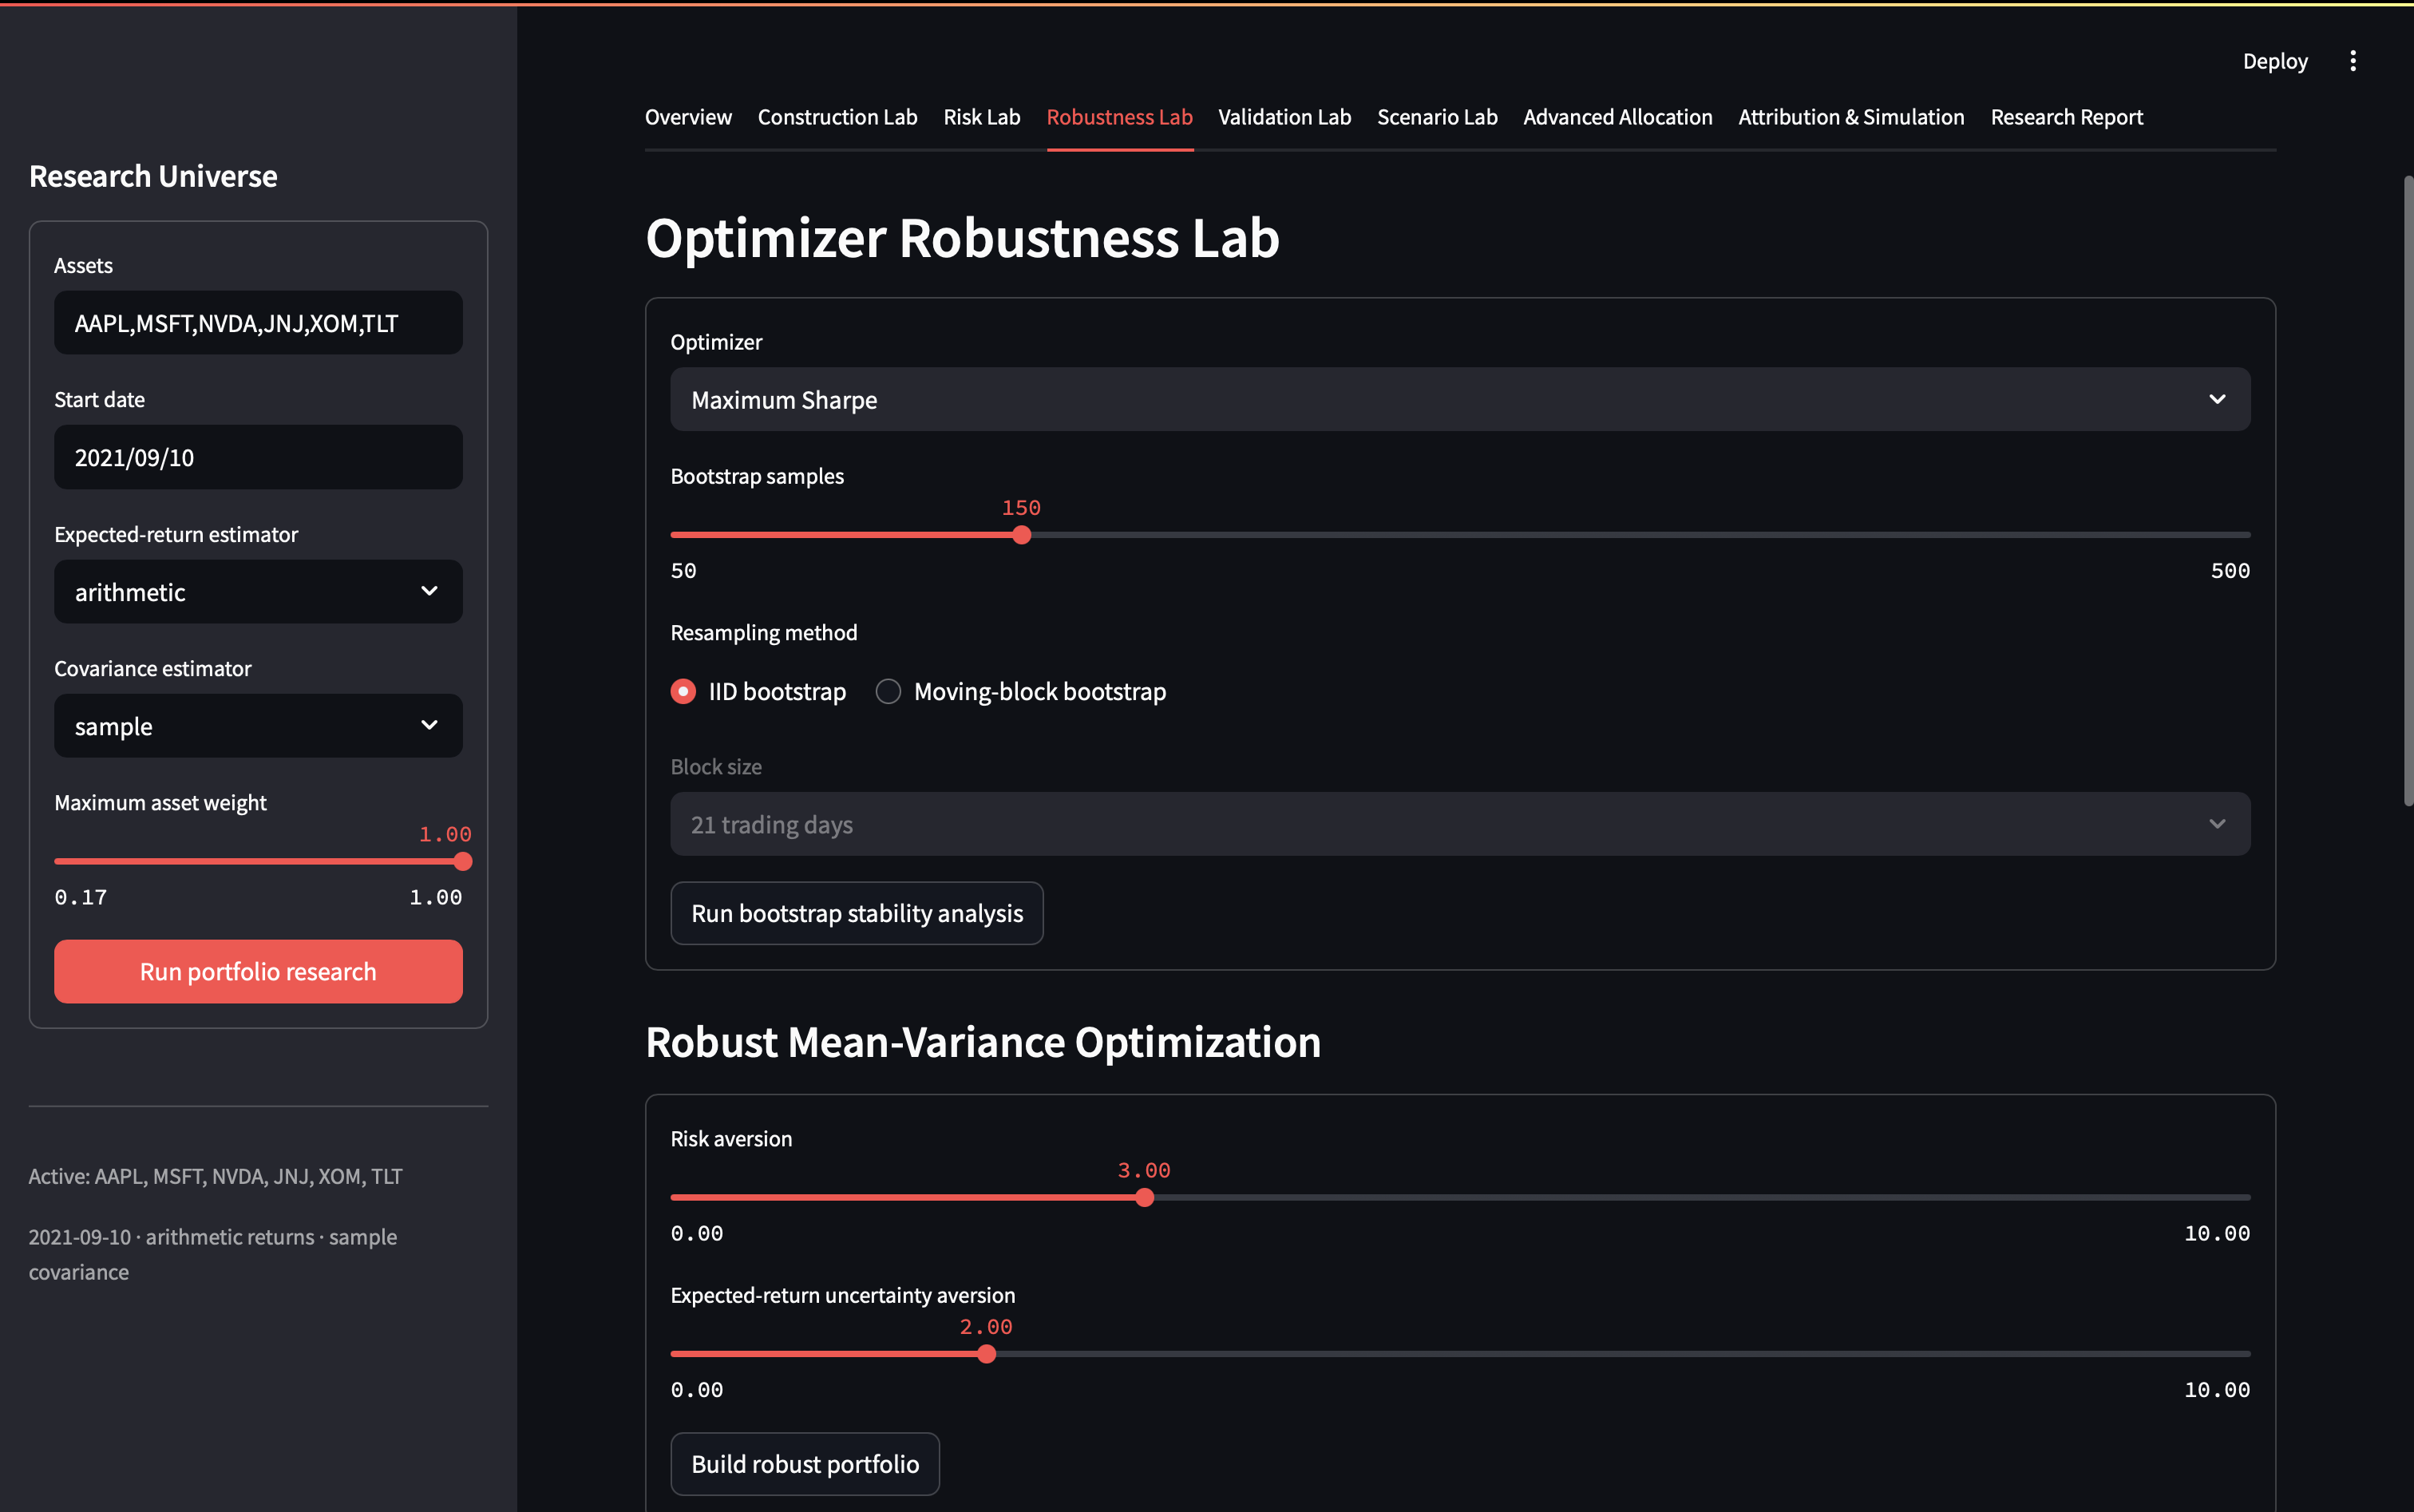 Deploy
Research Universe
Assets
AAPL,MSFT,NVDA,JNJ,XOM,TLT
Start date
2021/09/10
Expected-return estimator
arithmetic
Covariance estimator
sample
Maximum asset weight
1.00
0.17 1.00
Run portfolio research
Active: AAPL, MSFT, NVDA, JNJ, XOM, TLT
2021-09-10 · arithmetic returns · sample
covariance
Overview Construction Lab Risk Lab Robustness Lab Validation Lab Scenario Lab Advanced Allocation Attribution & Simulation Research Report
Optimizer Robustness Lab
Optimizer
Maximum Sharpe
Bootstrap samples
150
50 500
Resampling method
IID bootstrap Moving-block bootstrap
Block size
21 trading days
Run bootstrap stability analysis
Robust Mean-Variance Optimization
Risk aversion
3.00
0.00 10.00
Expected-return uncertainty aversion
2.00
0.00 10.00
Build robust portfolio